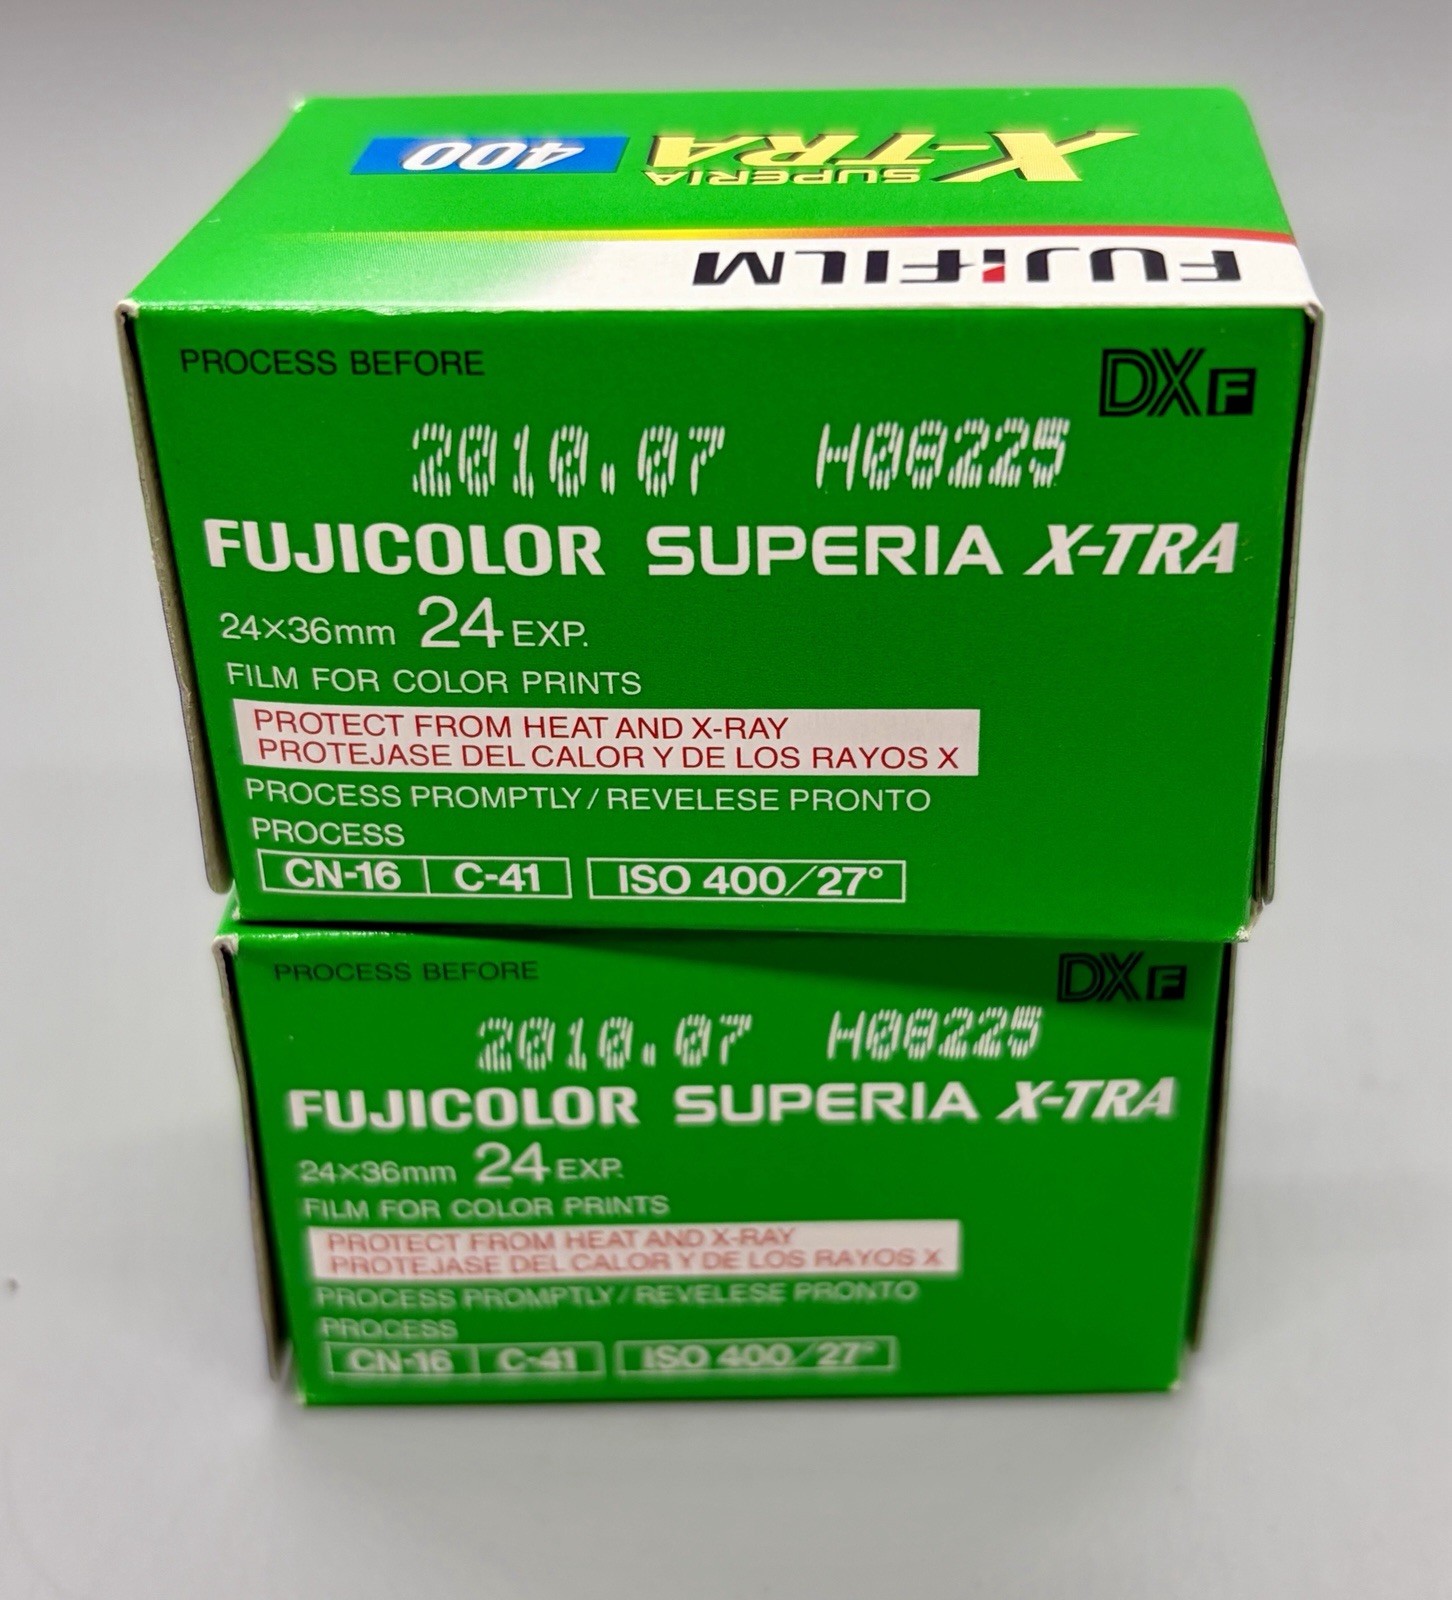 SUPERIA
X-TRA 400
FUJIFILM
PROCESS BEFORE DX F
2010.07 H08225
FUJICOLOR SUPERIA X-TRA
24×36mm 24 EXP.
FILM FOR COLOR PRINTS
PROTECT FROM HEAT AND X-RAY
PROTEJASE DEL CALOR Y DE LOS RAYOS X
PROCESS PROMPTLY/REVELESE PRONTO
PROCESS
CN-16 C-41 ISO 400/27°
PROCESS BEFORE DX F
2010.07 H08225
FUJICOLOR SUPERIA X-TRA
24×36mm 24 EXP.
FILM FOR COLOR PRINTS
PROTECT FROM HEAT AND X-RAY
PROTEJASE DEL CALOR Y DE LOS RAYOS X
PROCESS PROMPTLY/REVELESE PRONTO
PROCESS
CN-16 C-41 ISO 400/27°